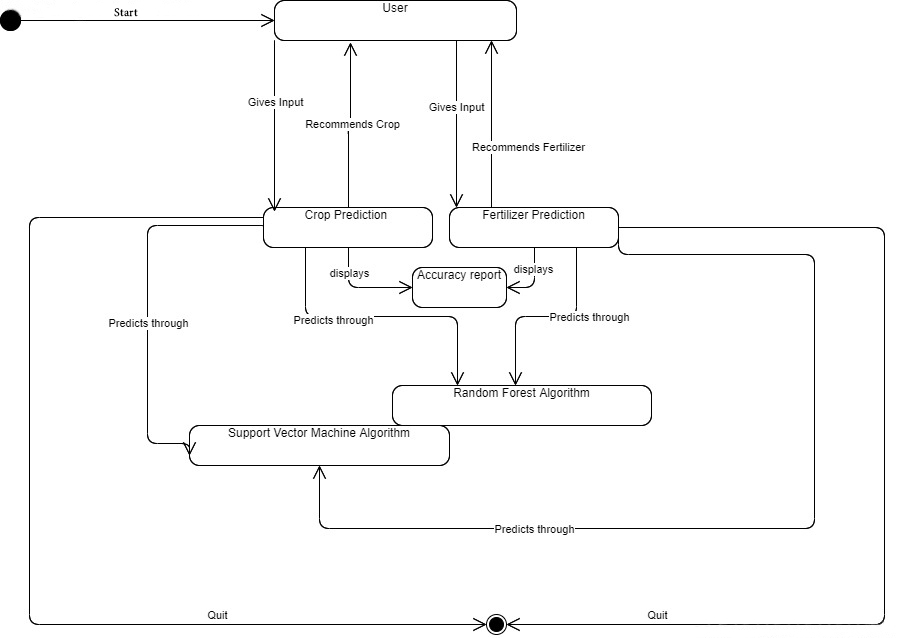 Start
User
Gives Input
Gives Input
Recommends Crop
Recommends Fertilizer
Crop Prediction
Fertilizer Prediction
displays
Accuracy report
displays
Predicts through
Predicts through
Predicts through
Random Forest Algorithm
Support Vector Machine Algorithm
Predicts through
Quit
Quit